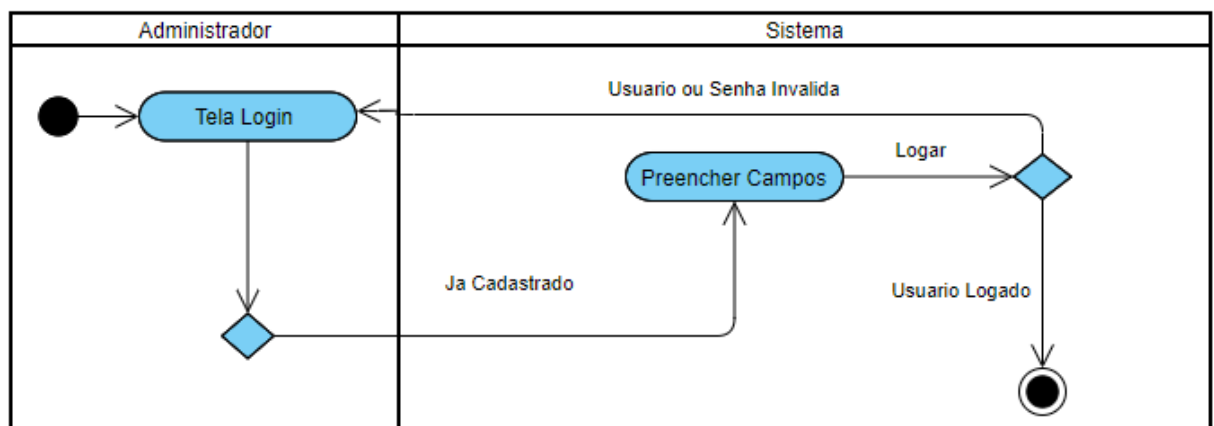 Administrador
Sistema
Usuario ou Senha Invalida
Tela Login
Logar
Preencher Campos
Ja Cadastrado
Usuario Logado